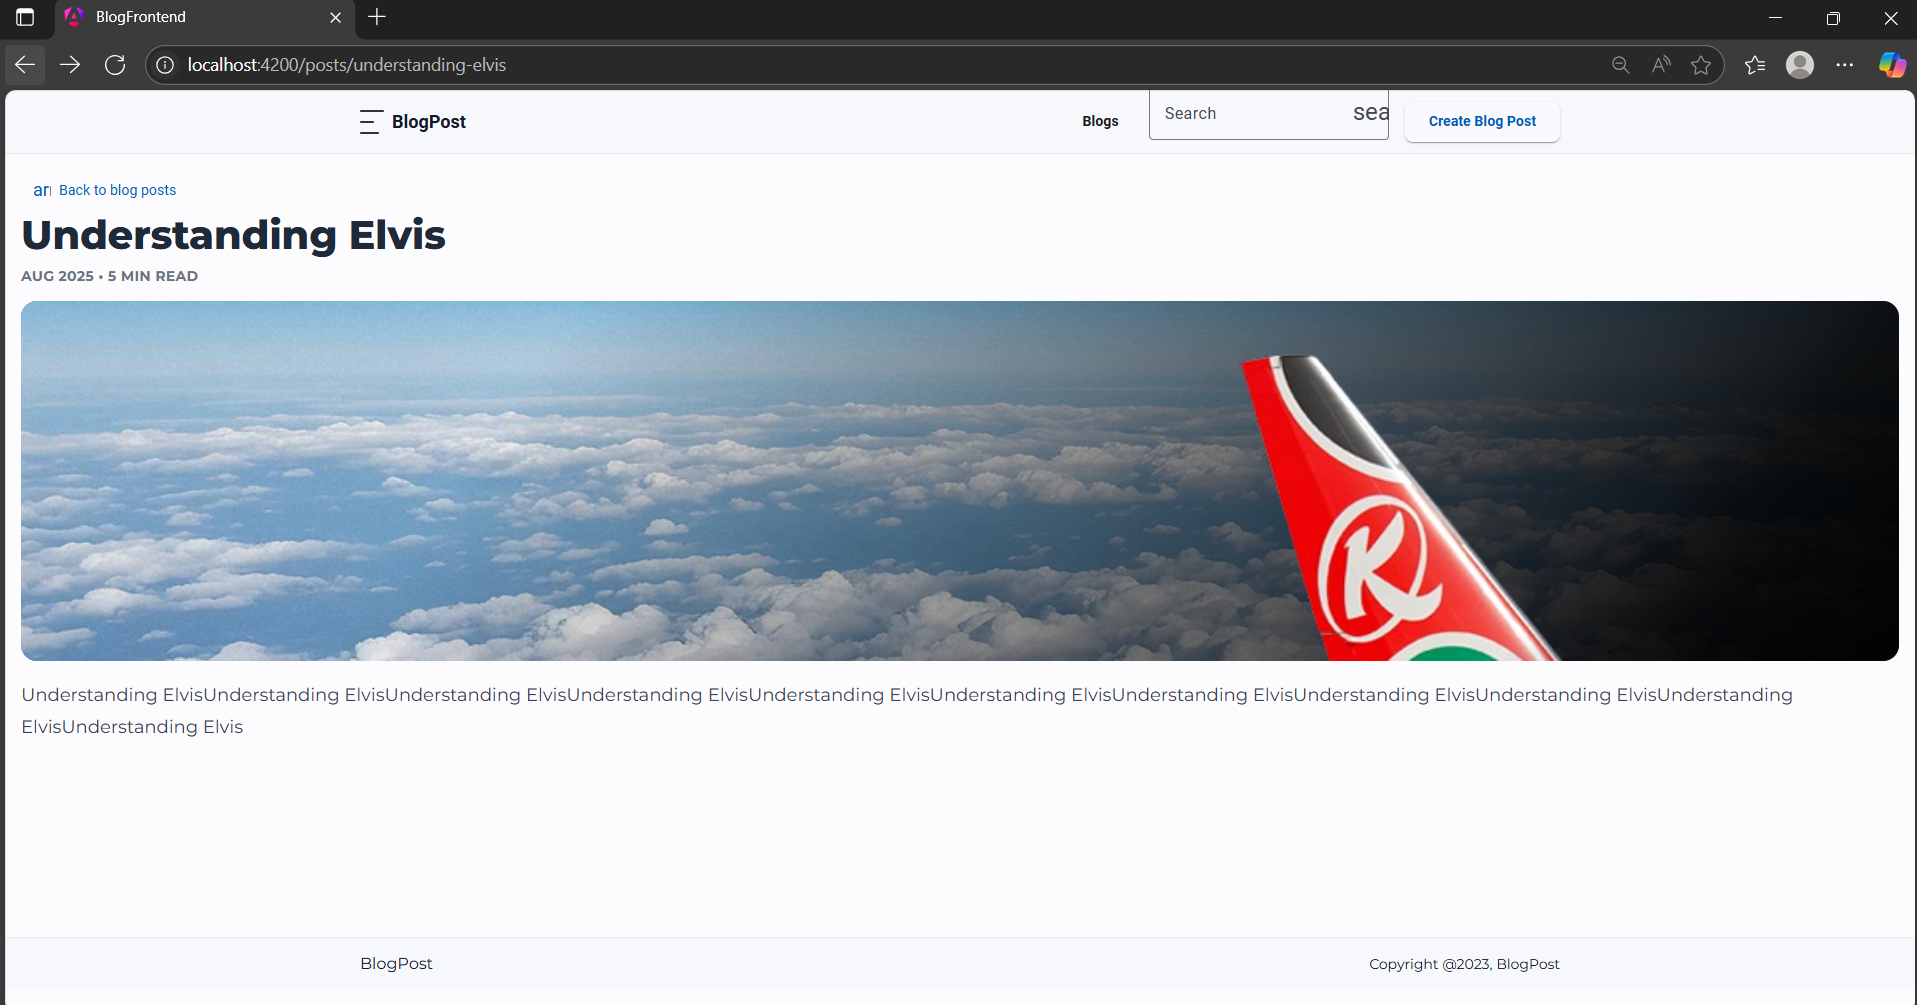 BlogFrontend
localhost:4200/posts/understanding-elvis
BlogPost
Blogs
Search
sea
Create Blog Post
ar
Back to blog posts
Understanding Elvis
AUG 2025 • 5 MIN READ
K
Understanding ElvisUnderstanding ElvisUnderstanding ElvisUnderstanding ElvisUnderstanding ElvisUnderstanding ElvisUnderstanding ElvisUnderstanding ElvisUnderstanding ElvisUnderstanding
ElvisUnderstanding Elvis
BlogPost
Copyright @2023, BlogPost